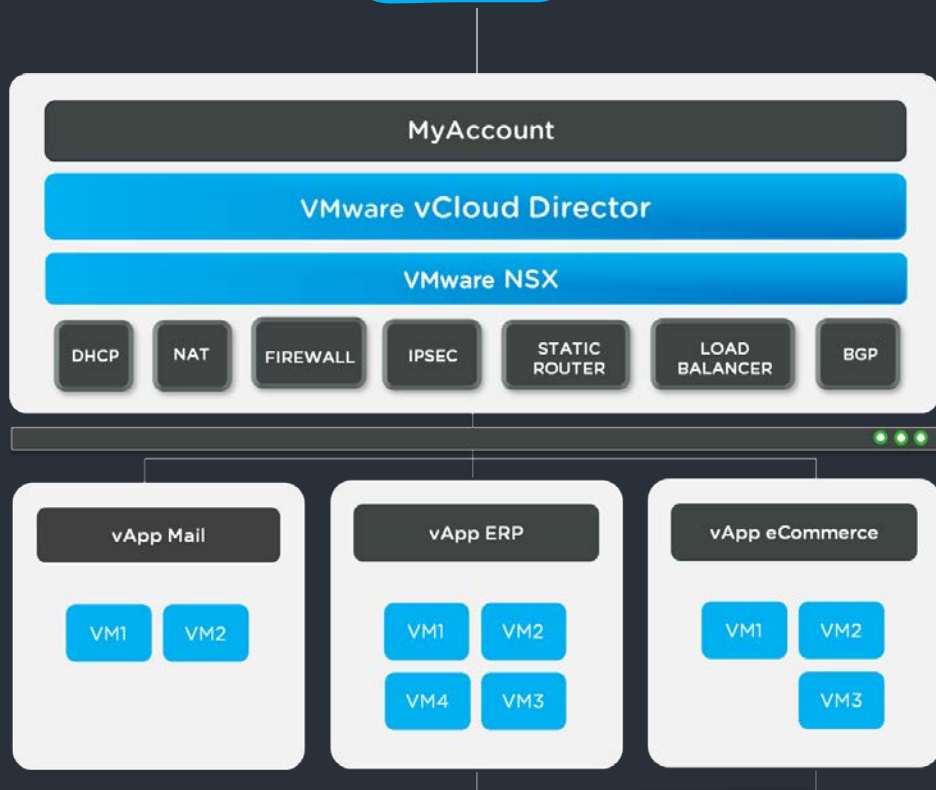 MyAccount
VMware vCloud Director
VMware NSX
DHCP
NAT
FIREWALL
IPSEC
STATIC
ROUTER
LOAD
BALANCER
BGP
vApp Mail
VM1
VM2
vApp ERP
VM1
VM2
VM4
VM3
vApp eCommerce
VM1
VM2
VM3